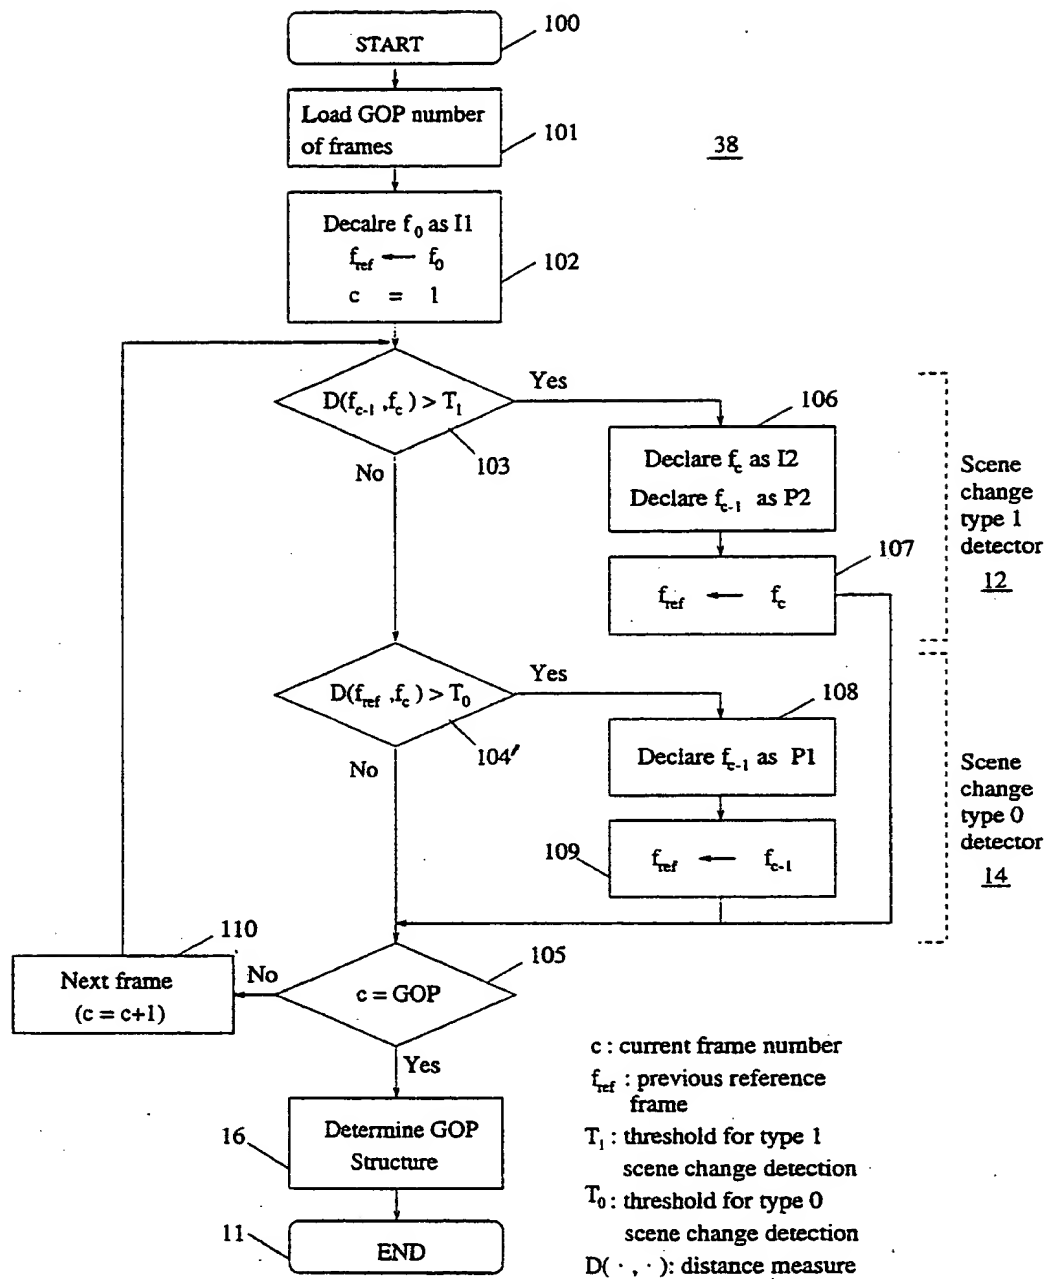 START
100
Load GOP number
of frames
101
38
Decalre f0 as I1
fref ← f0
c = 1
102
D(fc-1 ,fc ) > T1
Yes
103
No
106
Declare fc as I2
Declare fc-1 as P2
107
fref ← fc
Scene
change
type 1
detector
12
D(fref ,fc ) > T0
Yes
104'
No
108
Declare fc-1 as P1
109
fref ← fc-1
Scene
change
type 0
detector
14
110
Next frame
(c = c+1)
No
c = GOP
105
Yes
16
Determine GOP
Structure
11
END
c : current frame number
fref : previous reference
frame
T1 : threshold for type 1
scene change detection
T0 : threshold for type 0
scene change detection
D( · , · ): distance measure